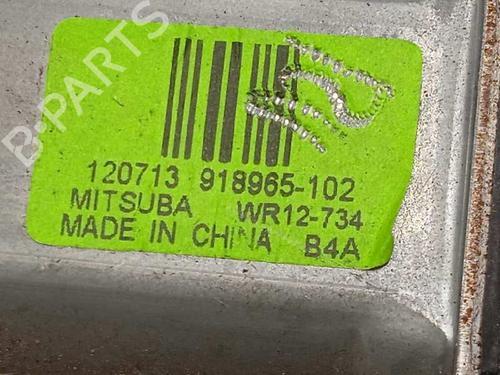 B-PARTS
120713 918965-102
MITSUBA WR12-734
MADE IN CHINA B4A